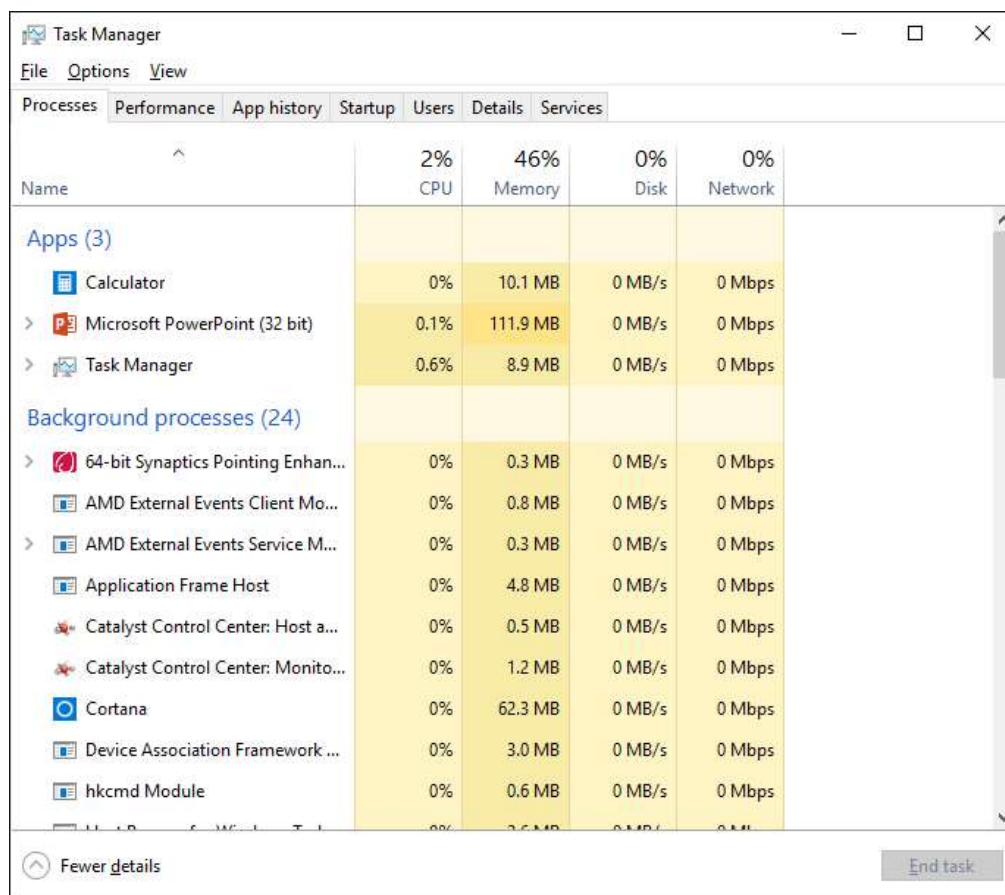 Task Manager
File Options View
Processes Performance App history Startup Users Details Services
2% 46% 0% 0%
Name CPU Memory Disk Network
Apps (3)
Calculator 0% 10.1 MB 0 MB/s 0 Mbps
Microsoft PowerPoint (32 bit) 0.1% 111.9 MB 0 MB/s 0 Mbps
Task Manager 0.6% 8.9 MB 0 MB/s 0 Mbps
Background processes (24)
64-bit Synaptics Pointing Enhan... 0% 0.3 MB 0 MB/s 0 Mbps
AMD External Events Client Mo... 0% 0.8 MB 0 MB/s 0 Mbps
AMD External Events Service M... 0% 0.3 MB 0 MB/s 0 Mbps
Application Frame Host 0% 4.8 MB 0 MB/s 0 Mbps
Catalyst Control Center: Host a... 0% 0.5 MB 0 MB/s 0 Mbps
Catalyst Control Center: Monito... 0% 1.2 MB 0 MB/s 0 Mbps
Cortana 0% 62.3 MB 0 MB/s 0 Mbps
Device Association Framework ... 0% 3.0 MB 0 MB/s 0 Mbps
hkcmd Module 0% 0.6 MB 0 MB/s 0 Mbps
Fewer details End task